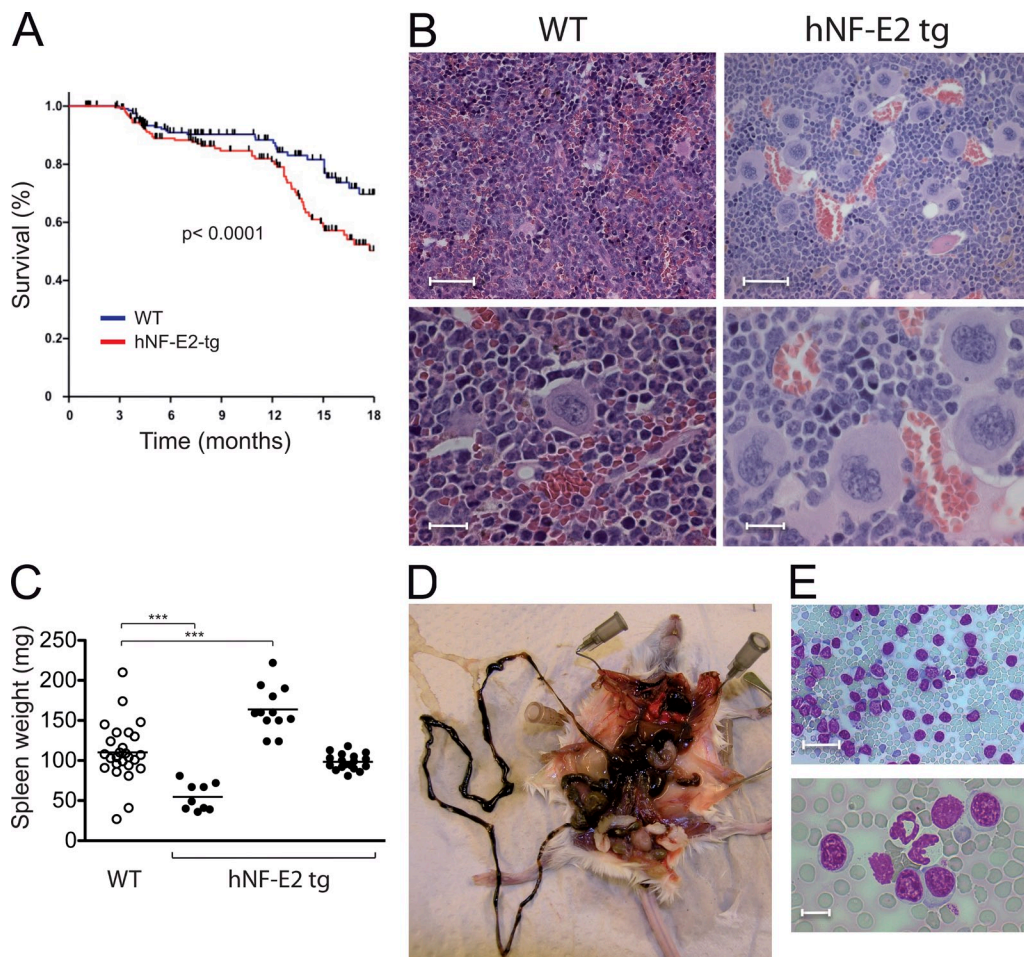 A
1.0
0.8
0.6
0.4
0.2
0
Survival (%)
p< 0.0001
WT
hNF-E2-tg
0 3 6 9 12 15 18
Time (months)
B
WT hNF-E2 tg
C
***
***
250
200
150
100
50
0
Spleen weight (mg)
WT hNF-E2 tg
D
E